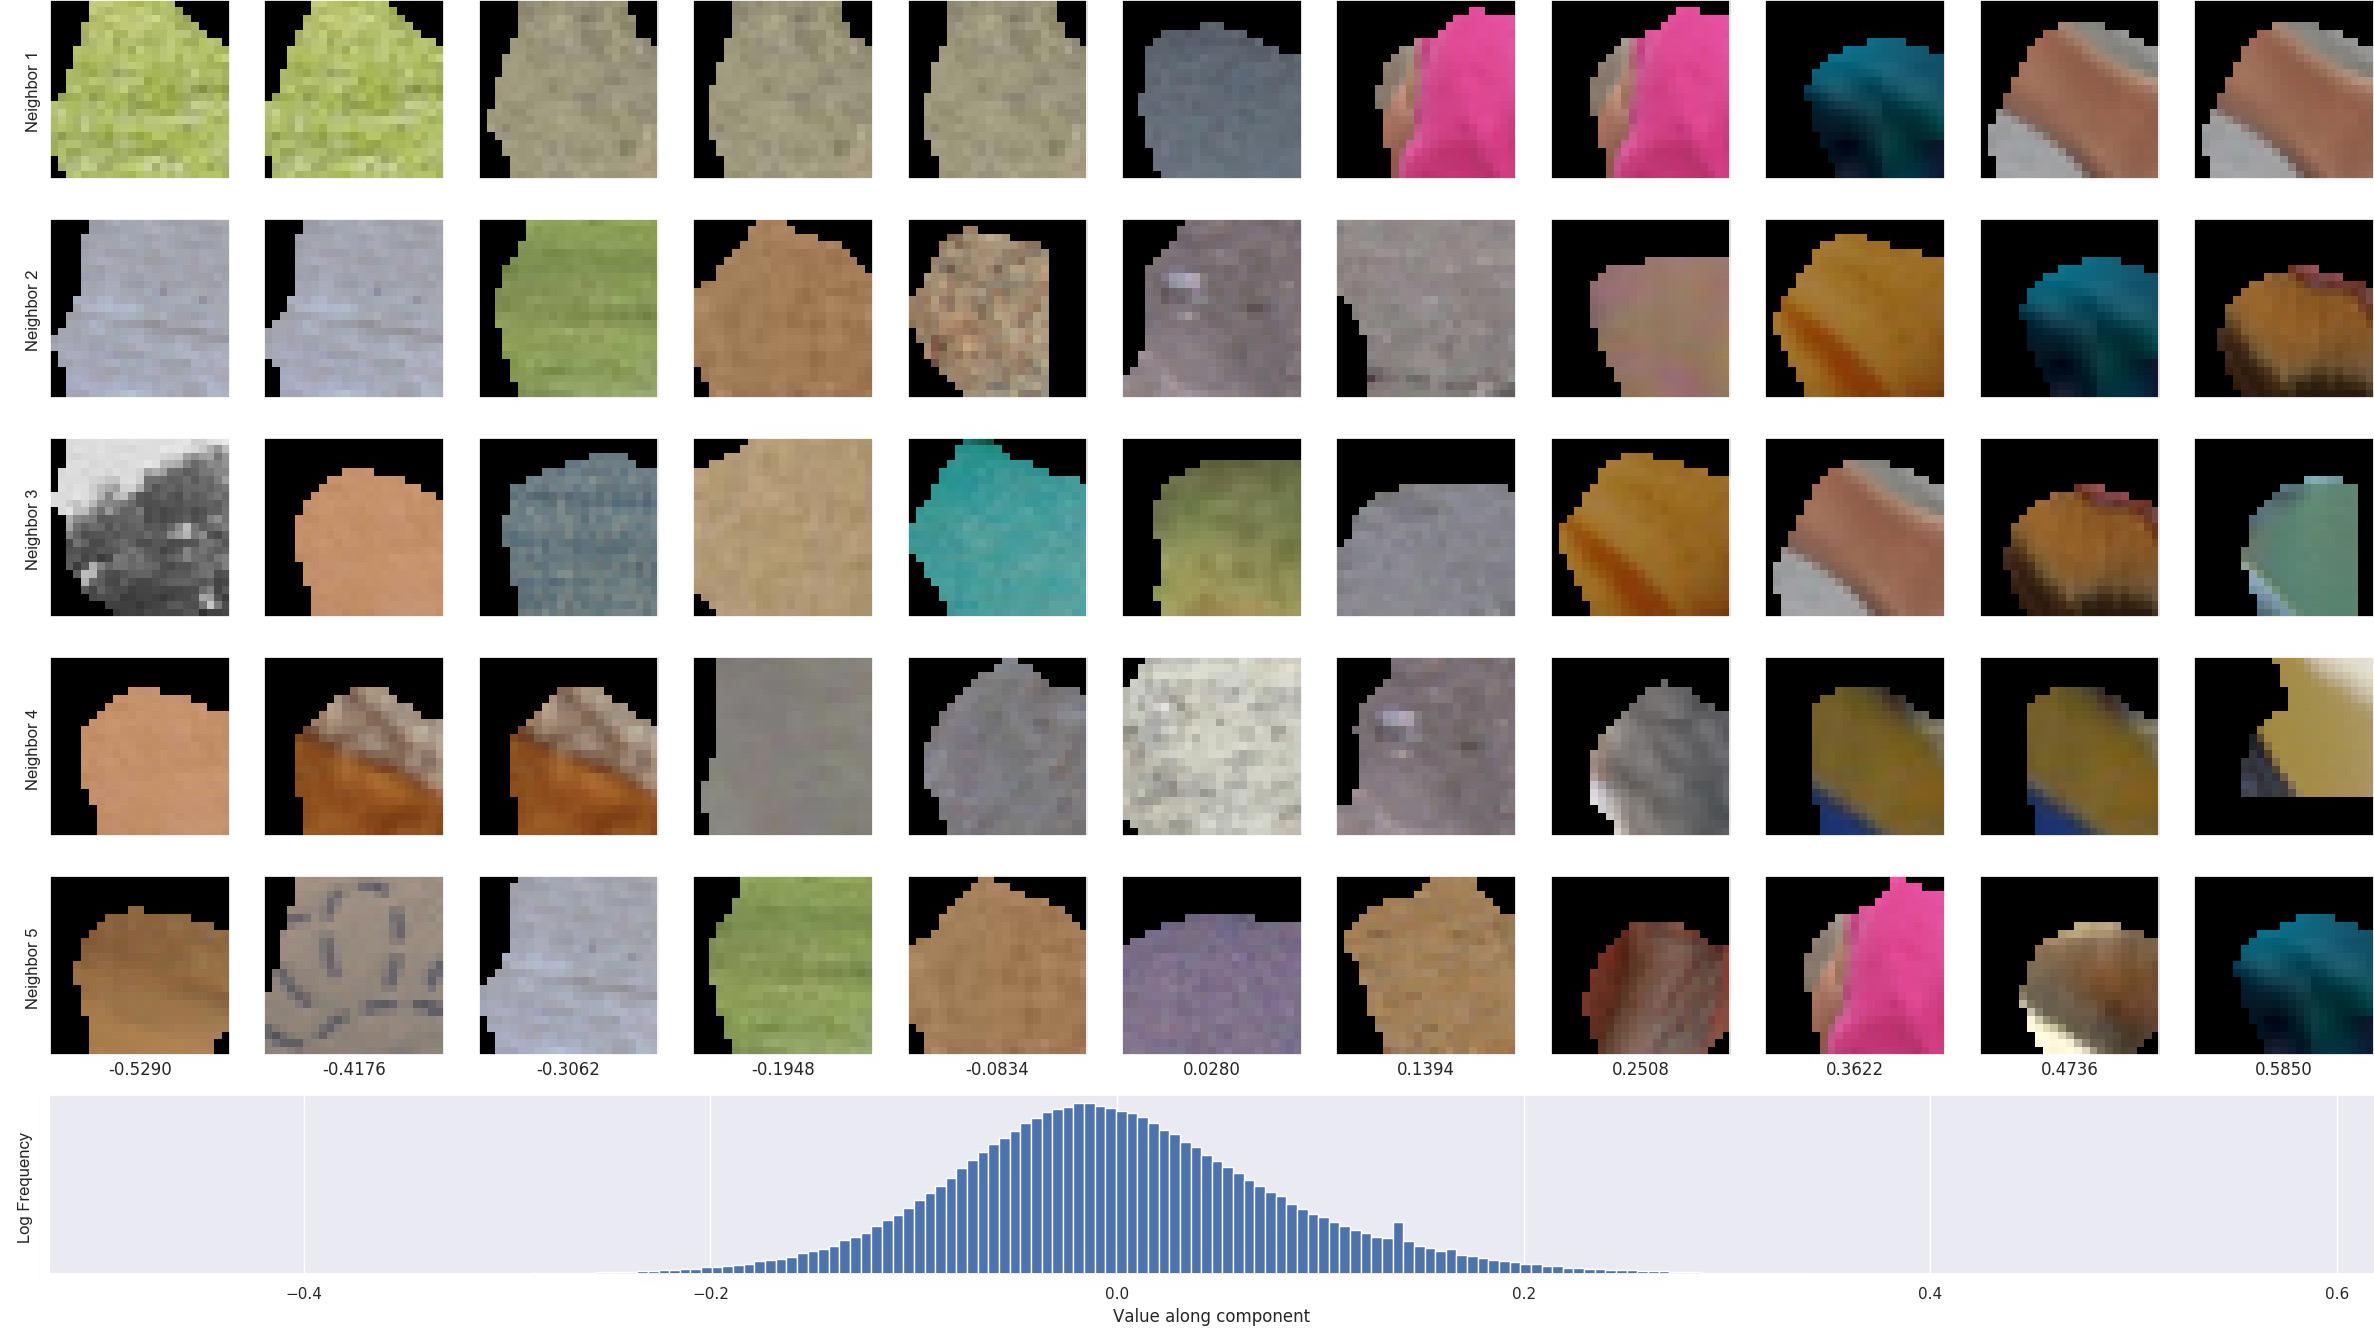 Neighbor 1
Neighbor 2
Neighbor 3
Neighbor 4
Neighbor 5
-0.5290 -0.4176 -0.3062 -0.1948 -0.0834 0.0280 0.1394 0.2508 0.3622 0.4736 0.5850
Log Frequency
−0.4 −0.2 0.0 0.2 0.4 0.6
Value along component